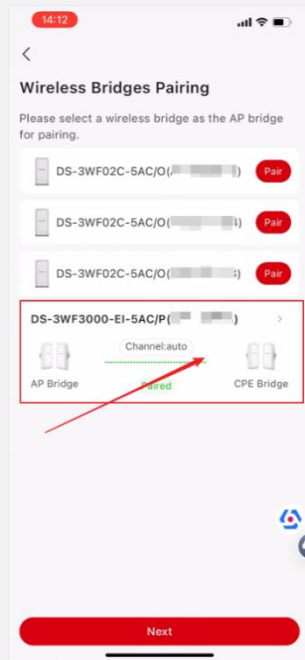 14:12
Wireless Bridges Pairing
Please select a wireless bridge as the AP bridge
for pairing.
DS-3WF02C-5AC/O( ) Pair
DS-3WF02C-5AC/O( ) Pair
DS-3WF02C-5AC/O( ) Pair
DS-3WF3000-EI-5AC/P( )
Channel:auto
AP Bridge Paired CPE Bridge
Next